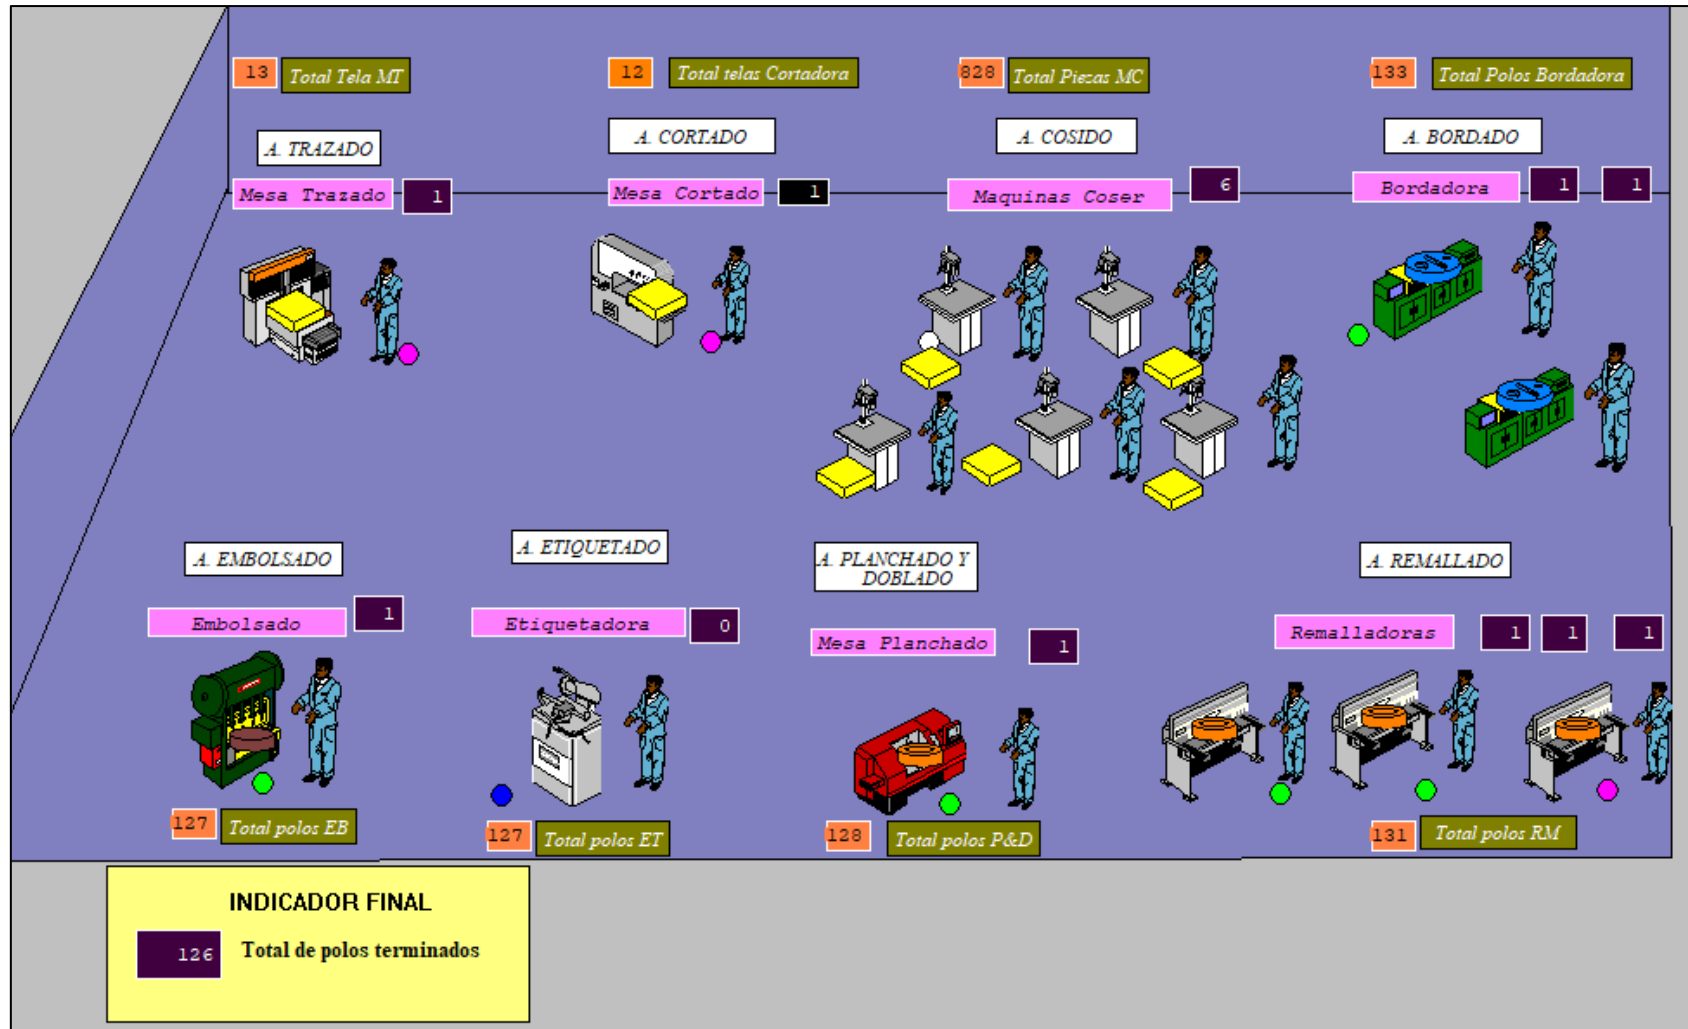 13 Total Tela MT
12 Total telas Cortadora
828 Total Piezas MC
133 Total Polos Bordadora
A. TRAZADO
A. CORTADO
A. COSIDO
A. BORDADO
Mesa Trazado 1
Mesa Cortado 1
Maquinas Coser 6
Bordadora 1 1
A. EMBOLSADO
A. ETIQUETADO
A. PLANCHADO Y
DOBLADO
A. REMALLADO
Embolsado 1
Etiquetadora 0
Mesa Planchado 1
Remalladoras 1 1 1
127 Total polos EB
127 Total polos ET
128 Total polos P&D
131 Total polos RM
INDICADOR FINAL
126 Total de polos terminados